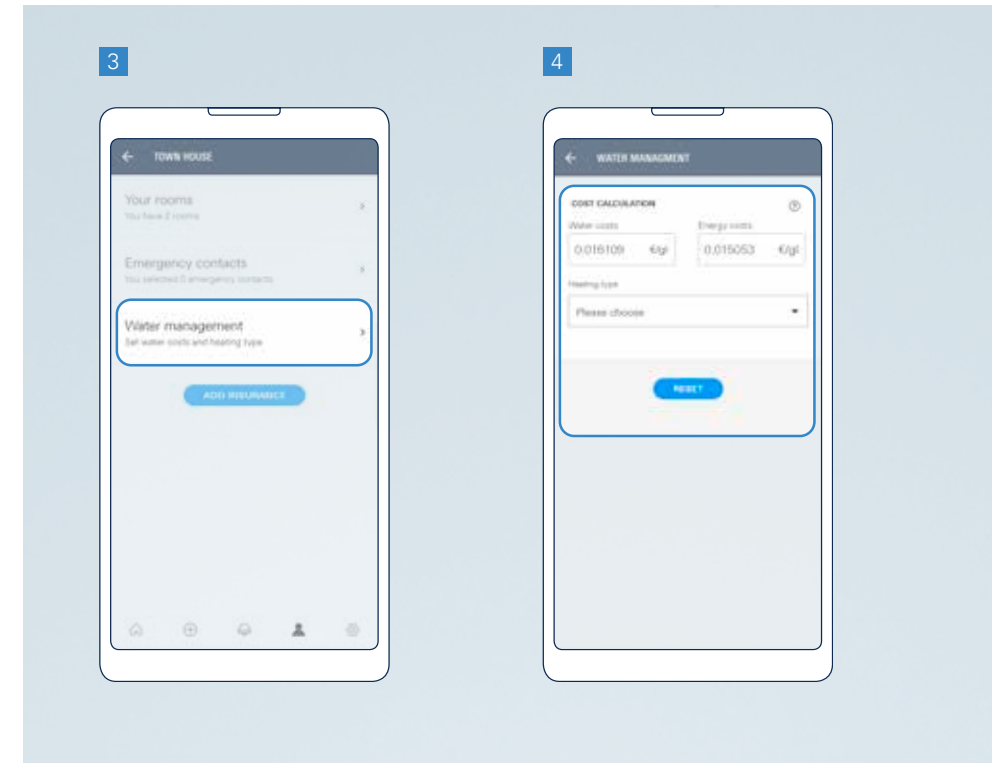 3
TOWN HOUSE
Your rooms
You have 2 rooms
Emergency contacts
You selected 0 emergency contacts
Water management
Set water costs and heating type
ADD INSURANCE
4
WATER MANAGMENT
COST CALCULATION
Water costs
Energy costs
0,016109 €/gl
0,015053 €/gl
Heating type
Please choose
RESET